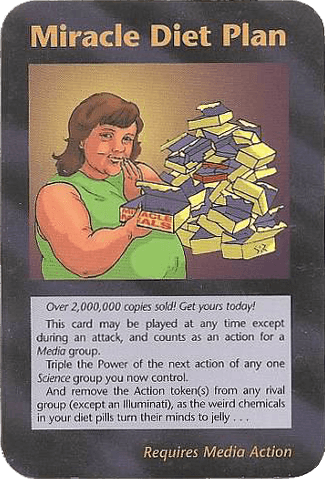 Miracle Diet Plan
MIRACLE
MEALS
S.R.
Over 2,000,000 copies sold! Get yours today!
This card may be played at any time except
during an attack, and counts as an action for a
Media group.
Triple the Power of the next action of any one
Science group you now control.
And remove the Action token(s) from any rival
group (except an Illuminati), as the weird chemicals
in your diet pills turn their minds to jelly . . .
Requires Media Action